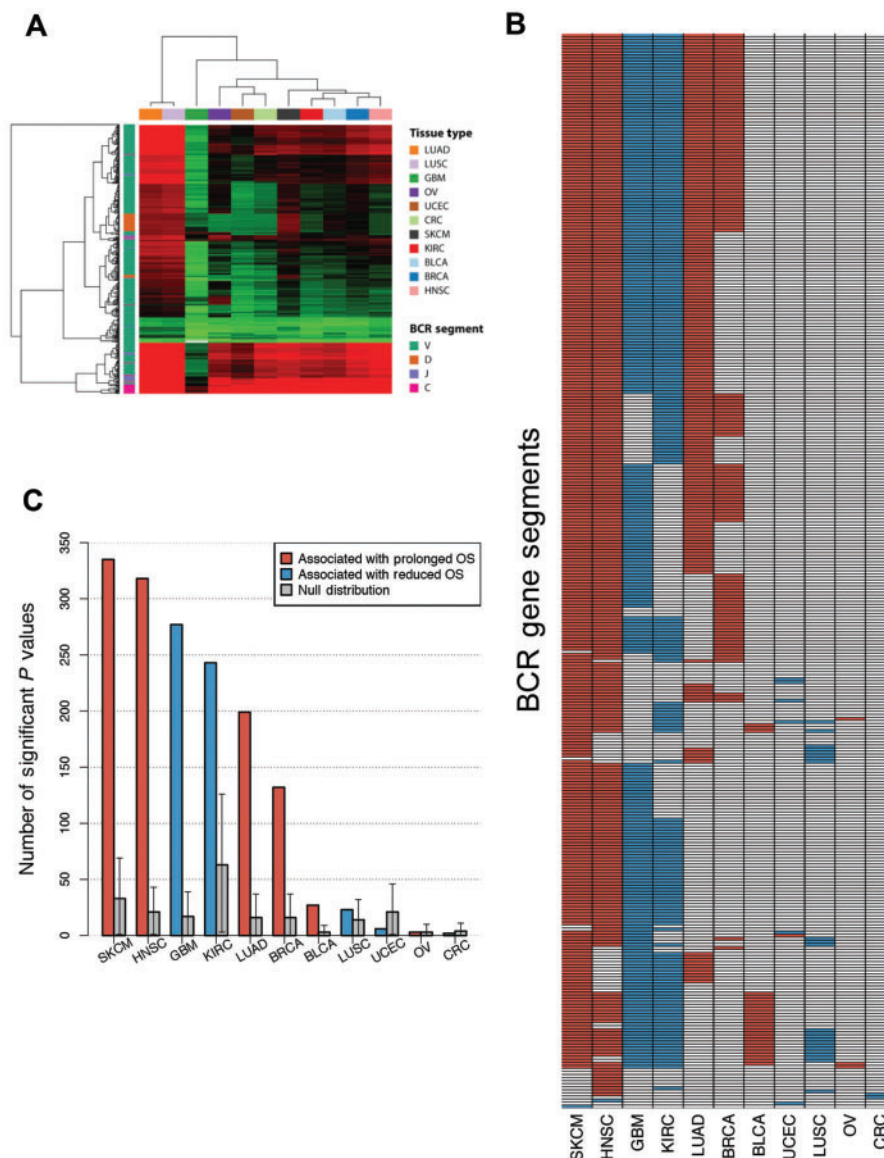 A
Tissue type
LUAD
LUSC
GBM
OV
UCEC
CRC
SKCM
KIRC
BLCA
BRCA
HNSC
BCR segment
V
D
J
C
B
BCR gene segments
SKCM
HNSC
GBM
KIRC
LUAD
BRCA
BLCA
UCEC
LUSC
OV
CRC
C
Number of significant P values
350
300
250
200
150
100
50
0
Associated with prolonged OS
Associated with reduced OS
Null distribution
SKCM
HNSC
GBM
KIRC
LUAD
BRCA
BLCA
LUSC
UCEC
OV
CRC